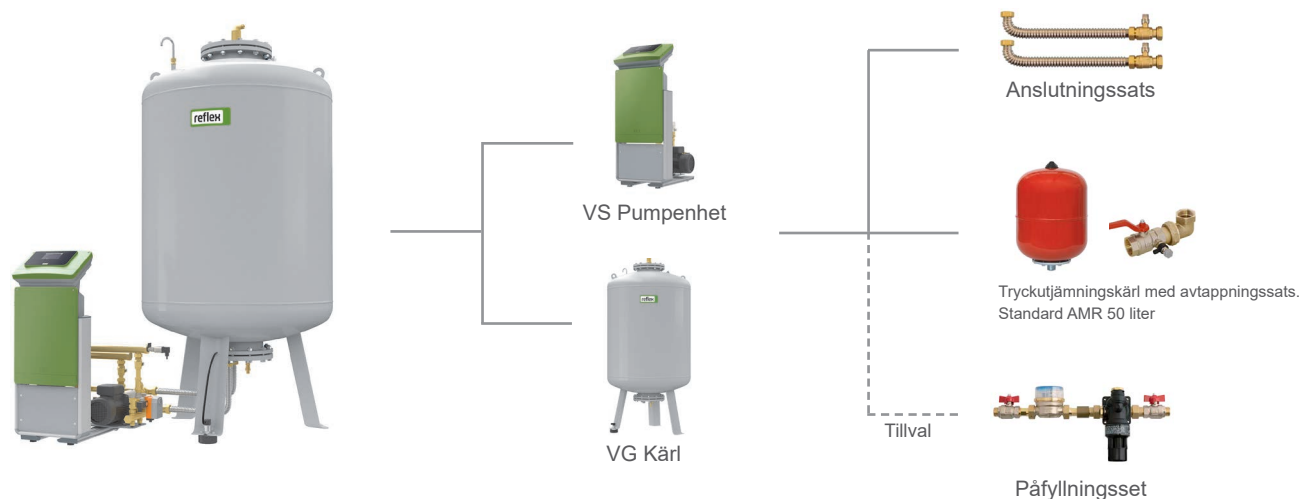 reflex
VS Pumpenhet
reflex
VG Kärl
Anslutningssats
Tryckutjämningskärl med avtappningssats.
Standard AMR 50 liter
Tillval
Påfyllningsset